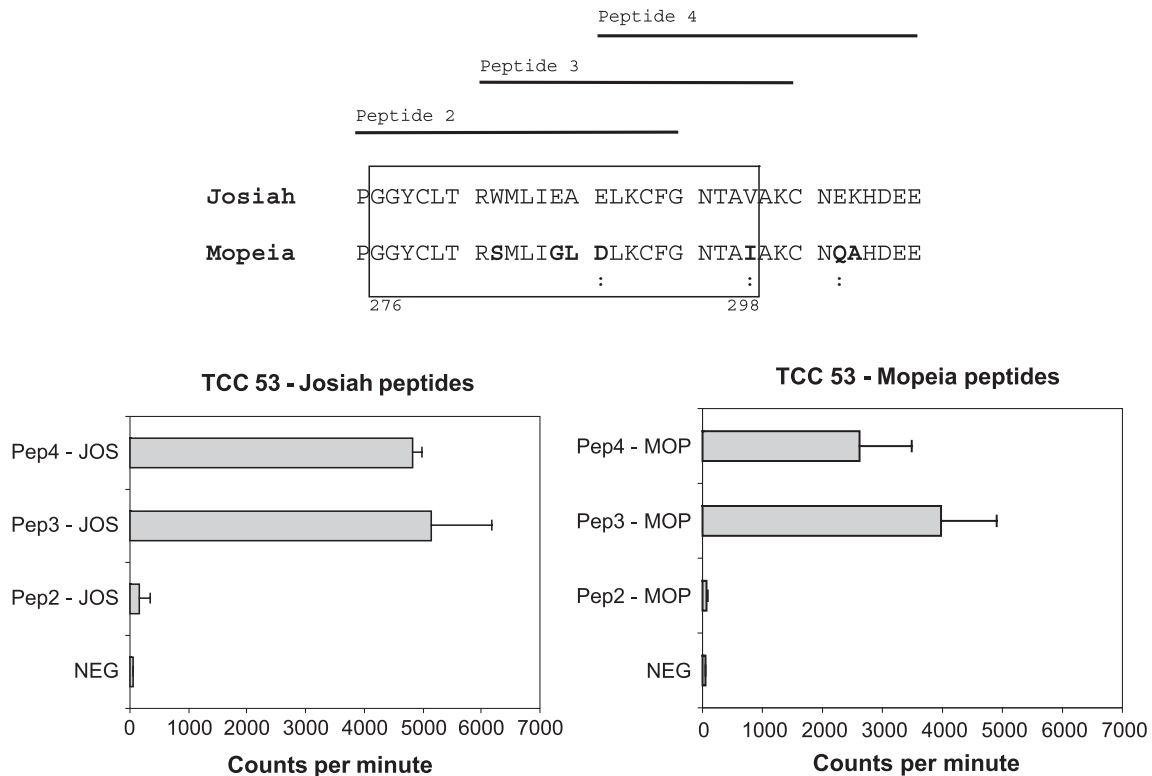 Peptide 4
Peptide 3
Peptide 2
Josiah PGGYCLT RWMLIEA ELKCFG NTAVAKC NEKHDEE
Mopeia PGGYCLT RSMLIGL DLKCFG NTAIAKC NQAHDEE
: : :
276 298
TCC 53 - Josiah peptides
Pep4 - JOS
Pep3 - JOS
Pep2 - JOS
NEG
0 1000 2000 3000 4000 5000 6000 7000
Counts per minute
TCC 53 - Mopeia peptides
Pep4 - MOP
Pep3 - MOP
Pep2 - MOP
NEG
0 1000 2000 3000 4000 5000 6000 7000
Counts per minute